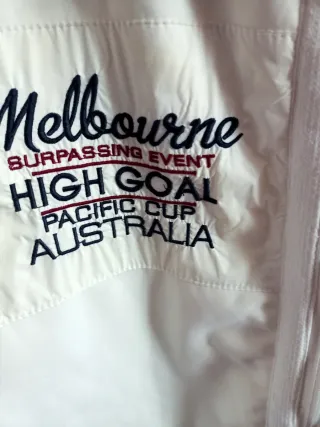 Melbourne
SURPASSING EVENT
HIGH GOAL
PACIFIC CUP
AUSTRALIA